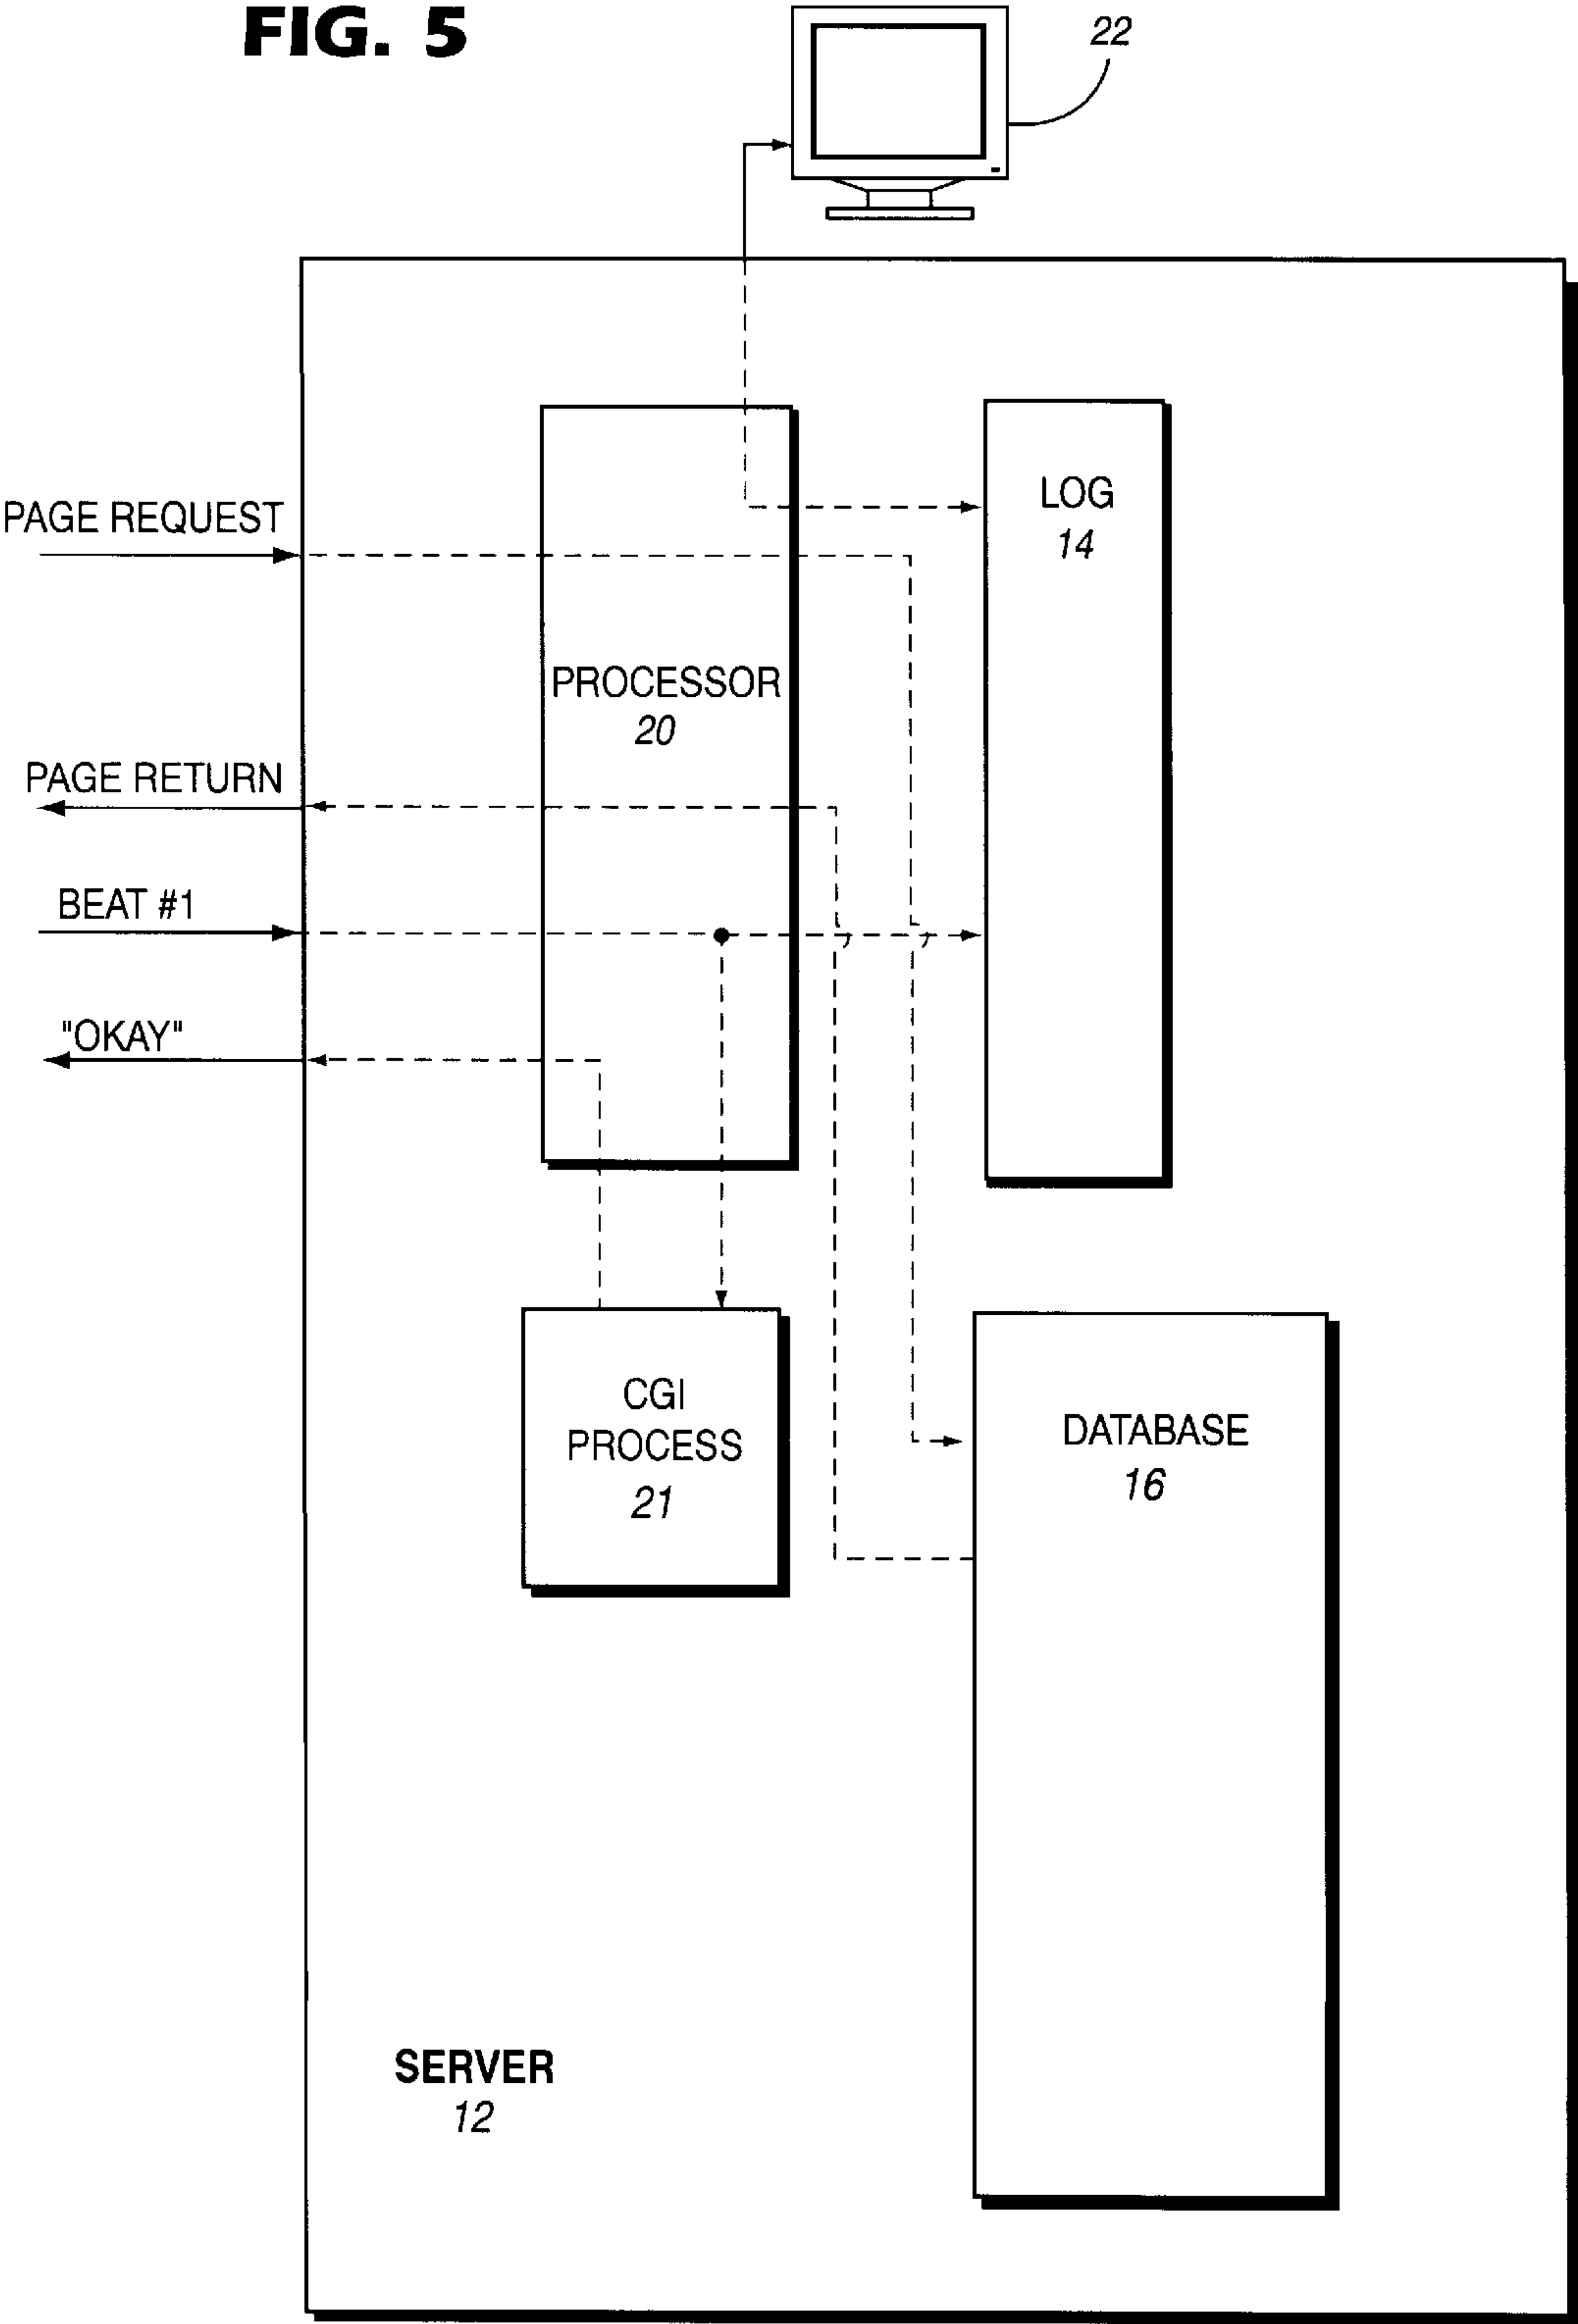 FIG. 5
22
PAGE REQUEST
LOG
14
PROCESSOR
20
PAGE RETURN
BEAT #1
"OKAY"
CGI
PROCESS
21
DATABASE
16
SERVER
12